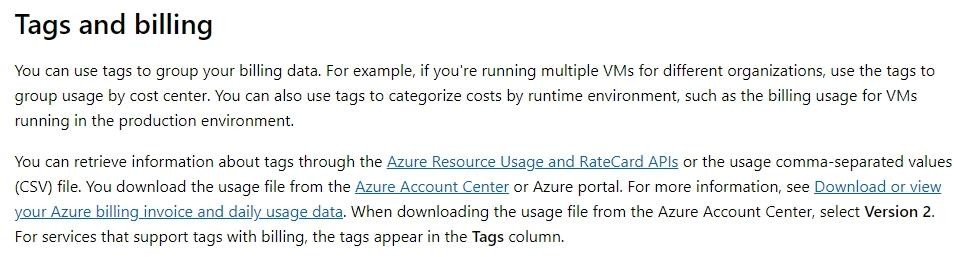 Tags and billing
You can use tags to group your billing data. For example, if you're running multiple VMs for different organizations, use the tags to
group usage by cost center. You can also use tags to categorize costs by runtime environment, such as the billing usage for VMs
running in the production environment.
You can retrieve information about tags through the Azure Resource Usage and RateCard APIs or the usage comma-separated values
(CSV) file. You download the usage file from the Azure Account Center or Azure portal. For more information, see Download or view
your Azure billing invoice and daily usage data. When downloading the usage file from the Azure Account Center, select Version 2.
For services that support tags with billing, the tags appear in the Tags column.